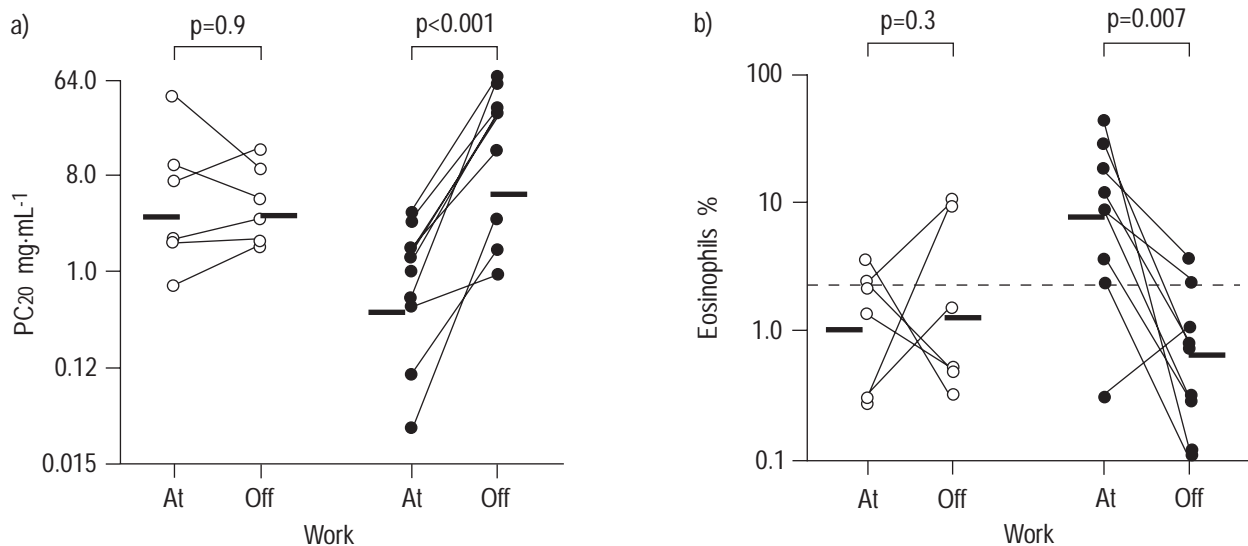 a)
p=0.9
p<0.001
64.0
8.0
1.0
0.12
0.015
PC20 mg·mL-1
At
Off
At
Off
Work
b)
p=0.3
p=0.007
100
10
1.0
0.1
Eosinophils %
At
Off
At
Off
Work